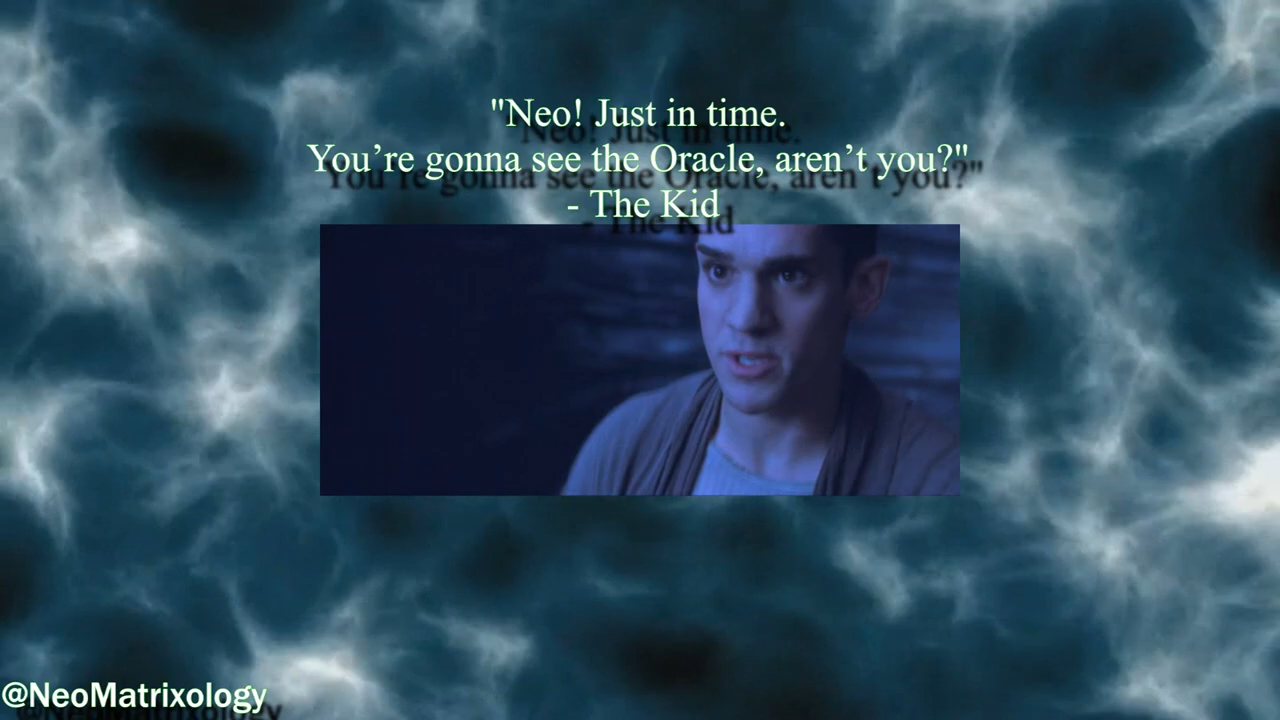 "Neo! Just in time.
You’re gonna see the Oracle, aren’t you?"
- The Kid
@NeoMatrixology